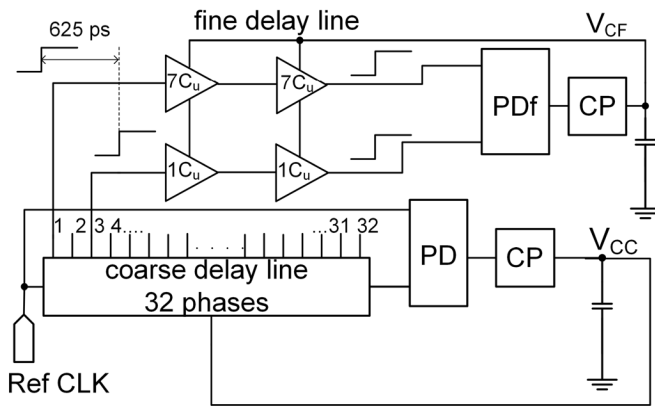 625 ps
fine delay line
V_CF
7C_u
7C_u
PDf
CP
1C_u
1C_u
1 2 3 4.... . . . . ...31 32
PD
CP
V_CC
coarse delay line
32 phases
Ref CLK